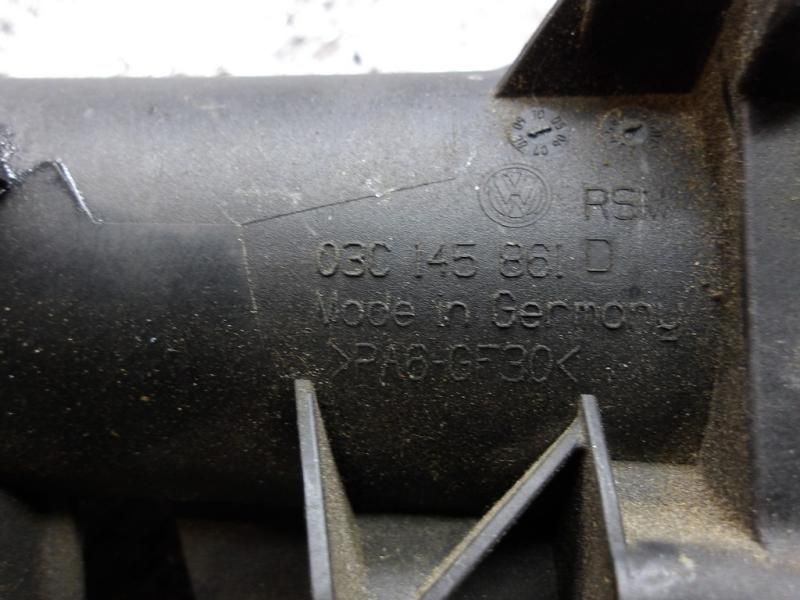 RSM
03C 145 861 D
Made in Germany
>PA6-GF30<